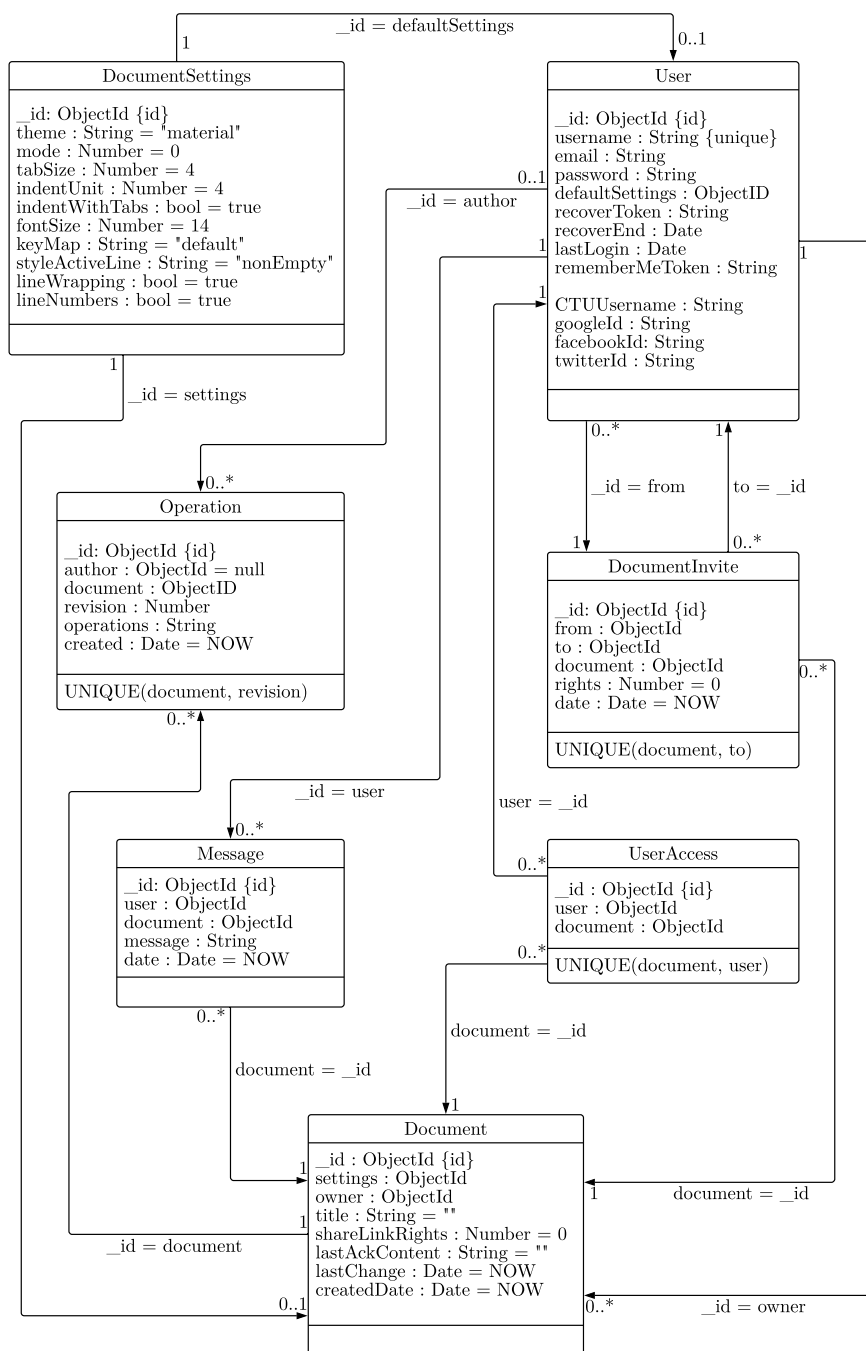 _id = defaultSettings
1
0..1
DocumentSettings
_id: ObjectId {id}
theme : String = "material"
mode : Number = 0
tabSize : Number = 4
indentUnit : Number = 4
indentWithTabs : bool = true
fontSize : Number = 14
keyMap : String = "default"
styleActiveLine : String = "nonEmpty"
lineWrapping : bool = true
lineNumbers : bool = true
User
_id: ObjectId {id}
username : String {unique}
email : String
password : String
defaultSettings : ObjectID
recoverToken : String
recoverEnd : Date
lastLogin : Date
rememberMeToken : String
CTUUsername : String
googleId : String
facebookId: String
twitterId : String
0..1
_id = author
1
1
1
1
_id = settings
0..*
0..*
1
_id = from
to = _id
1
0..*
Operation
_id: ObjectId {id}
author : ObjectId = null
document : ObjectID
revision : Number
operations : String
created : Date = NOW
UNIQUE(document, revision)
0..*
DocumentInvite
_id: ObjectId {id}
from : ObjectId
to : ObjectId
document : ObjectId
rights : Number = 0
date : Date = NOW
UNIQUE(document, to)
0..*
_id = user
user = _id
0..*
Message
_id: ObjectId {id}
user : ObjectId
document : ObjectId
message : String
date : Date = NOW
0..*
0..*
UserAccess
_id : ObjectId {id}
user : ObjectId
document : ObjectId
UNIQUE(document, user)
0..*
document = _id
document = _id
1
Document
_id : ObjectId {id}
settings : ObjectId
owner : ObjectId
title : String = ""
shareLinkRights : Number = 0
lastAckContent : String = ""
lastChange : Date = NOW
createdDate : Date = NOW
1
1
document = _id
1
_id = document
0..1
0..*
_id = owner